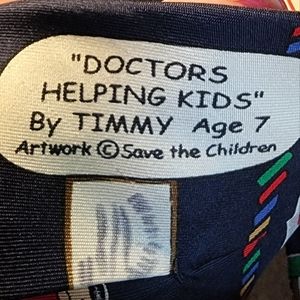 "DOCTORS
HELPING KIDS"
By TIMMY Age 7
Artwork © Save the Children